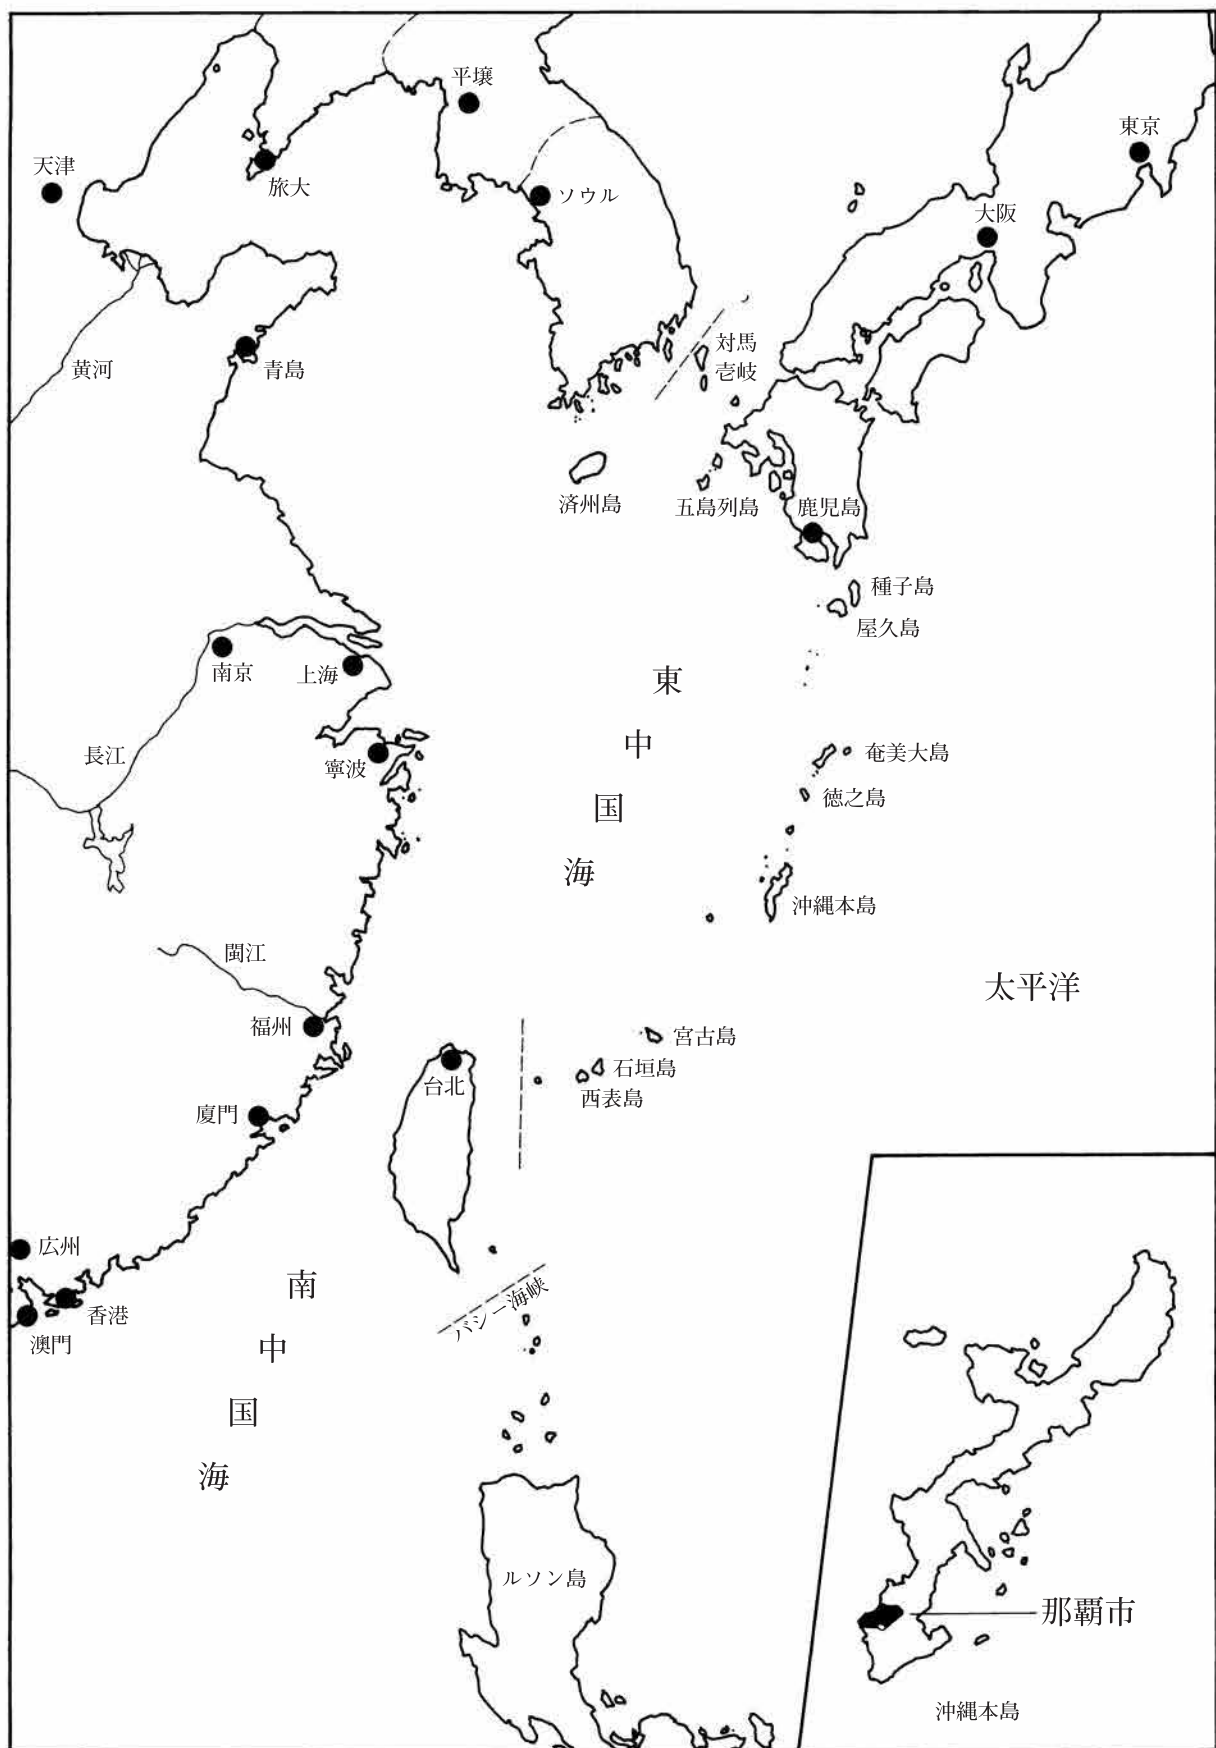 平壌
東京
天津
旅大
ソウル
大阪
黄河
青島
対馬
壱岐
済州島
五島列島
鹿児島
種子島
屋久島
南京
上海
東中国海
長江
寧波
奄美大島
徳之島
沖縄本島
閩江
太平洋
福州
宮古島
石垣島
西表島
台北
廈門
広州
香港
澳門
南中国海
バシー海峡
ルソン島
那覇市
沖縄本島